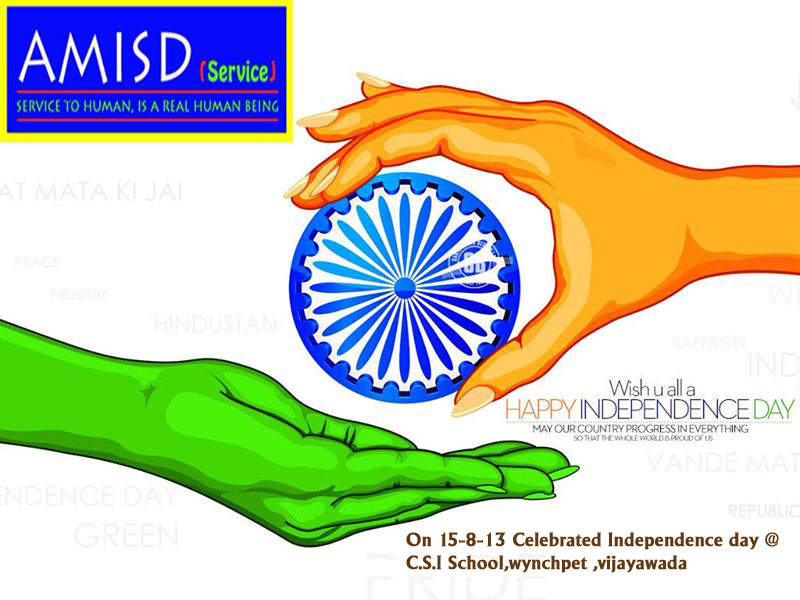 AMISD (Service)
SERVICE TO HUMAN, IS A REAL HUMAN BEING
AT MATA KI JAI
PEACE
FREEDOM
HINDUSTAN
SAFFRON
IND
Wish u all a
HAPPY INDEPENDENCE DAY
MAY OUR COUNTRY PROGRESS IN EVERYTHING
SO THAT THE WHOLE WORLD IS PROUD OF US
VANDE MAT
ENDENCE DAY
REPUBLIC
GREEN
On 15-8-13 Celebrated Independence day @
C.S.I School,wynchpet ,vijayawada
PRIDE